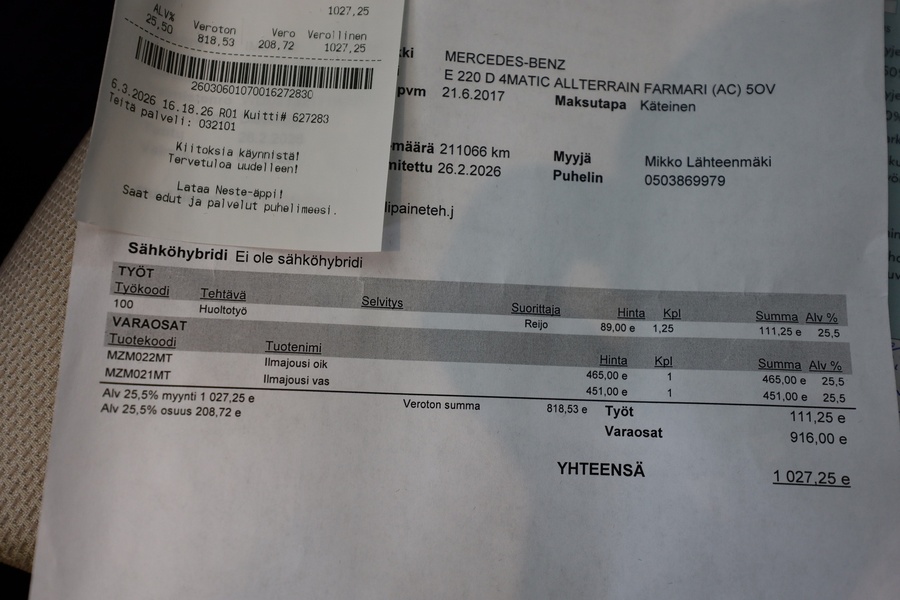 1027,25
ALV% Veroton Vero Verollinen
25,50 818,53 208,72 1027,25
26030601070016272830
6.3.2026 16.18.26 R01 Kuitti# 627283
Teitä palveli: 032101
Kiitoksia käynnistä!
Tervetuloa uudelleen!
Lataa Neste-äppi!
Saat edut ja palvelut puhelimeesi.
kki MERCEDES-BENZ
E 220 D 4MATIC ALLTERRAIN FARMARI (AC) 5OV
pvm 21.6.2017 Maksutapa Käteinen
määrä 211066 km Myyjä Mikko Lähteenmäki
nitettu 26.2.2026 Puhelin 0503869979
lipaineteh.j
Sähköhybridi Ei ole sähköhybridi
TYÖT
Työkoodi Tehtävä Selvitys Suorittaja Hinta Kpl Summa Alv %
100 Huoltotyö Reijo 89,00 e 1,25 111,25 e 25,5
VARAOSAT
Tuotekoodi Tuotenimi Hinta Kpl Summa Alv %
MZM022MT Ilmajousi oik 465,00 e 1 465,00 e 25,5
MZM021MT Ilmajousi vas 451,00 e 1 451,00 e 25,5
Alv 25,5% myynti 1 027,25 e Veroton summa 818,53 e Työt 111,25 e
Alv 25,5% osuus 208,72 e Varaosat 916,00 e
YHTEENSÄ 1 027,25 e